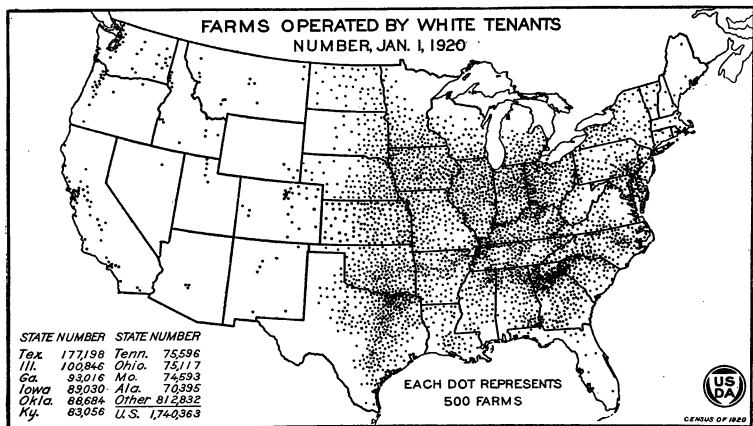 FARMS OPERATED BY WHITE TENANTS
NUMBER, JAN. 1, 1920
STATE NUMBER STATE NUMBER
Tex. 177,198 Tenn. 75,596
Ill. 100,846 Ohio. 75,117
Ga. 93,016 Mo. 74,593
Iowa 89,030 Ala. 70,395
Okla. 88,684 Other 812,832
Ky. 83,056 U.S. 1,740,363
EACH DOT REPRESENTS
500 FARMS
US
DA
CENSUS OF 1920